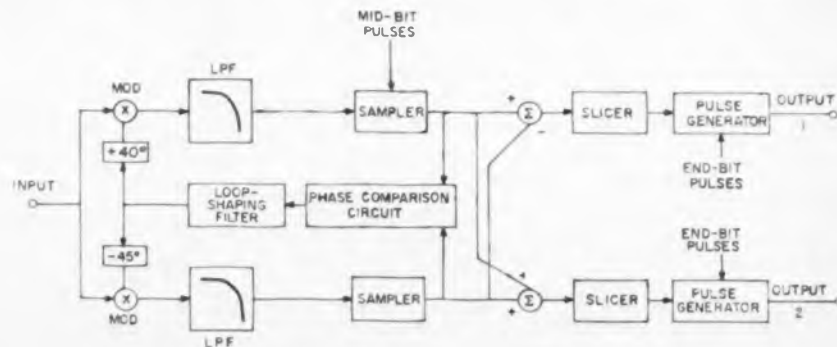 MID-BIT
PULSES
LPF
MOD
X
SAMPLER
+
Σ
-
SLICER
PULSE
GENERATOR
OUTPUT
1
+40°
END-BIT
PULSES
INPUT
LOOP-
SHAPING
FILTER
PHASE COMPARISON
CIRCUIT
END-BIT
PULSES
-45°
X
MOD
LPF
SAMPLER
+
+
Σ
SLICER
PULSE
GENERATOR
OUTPUT
2